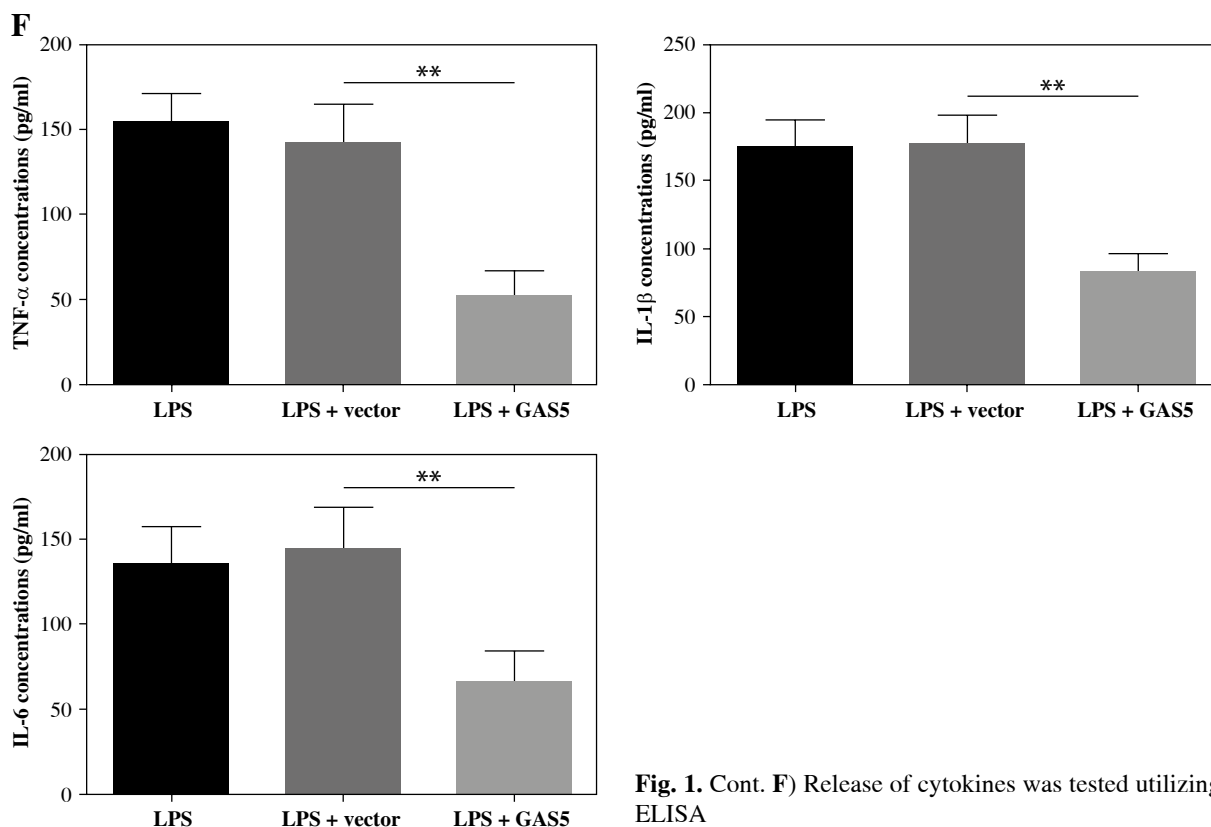 F
TNF-α concentrations (pg/ml)
200
150
100
50
0
**
LPS
LPS + vector
LPS + GAS5
IL-1β concentrations (pg/ml)
250
200
150
100
50
0
**
LPS
LPS + vector
LPS + GAS5
IL-6 concentrations (pg/ml)
200
150
100
50
0
**
LPS
LPS + vector
LPS + GAS5
Fig. 1. Cont. F) Release of cytokines was tested utilizing
ELISA